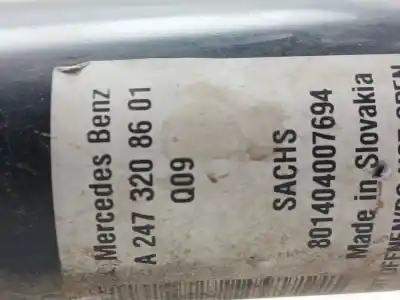 Mercedes Benz
A 247 320 86 01
Q09
SACHS
801404007694
Made in Slovakia